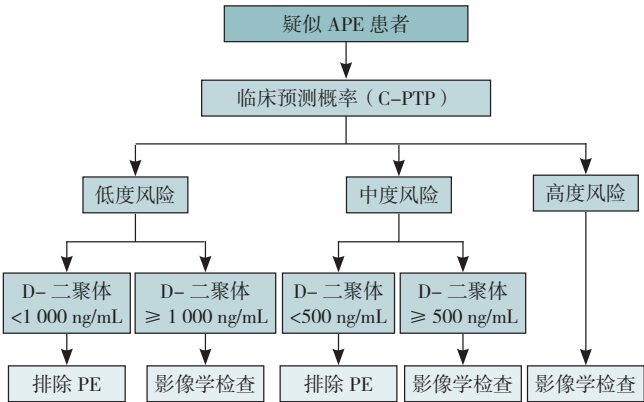 疑似 APE 患者
临床预测概率（C-PTP）
低度风险
中度风险
高度风险
D- 二聚体
<1 000 ng/mL
D- 二聚体
≥ 1 000 ng/mL
D- 二聚体
<500 ng/mL
D- 二聚体
≥ 500 ng/mL
排除 PE
影像学检查
排除 PE
影像学检查
影像学检查